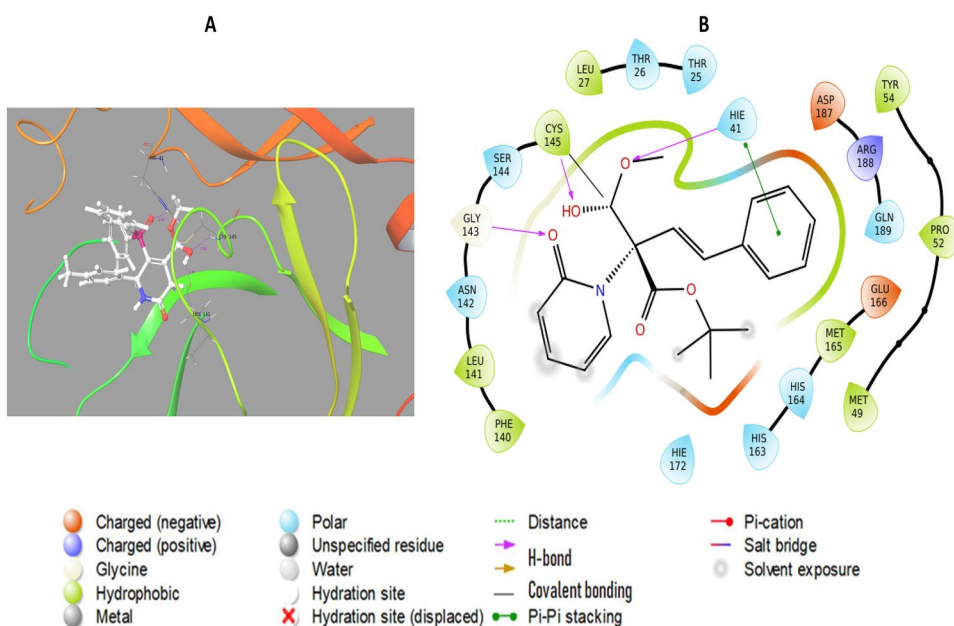 A
B
LEU
27
THR
26
THR
25
TYR
54
ASP
187
HIE
41
CYS
145
ARG
188
SER
144
O
HO
GLY
143
O
GLN
189
PRO
52
N
O
ASN
142
GLU
166
O
MET
165
LEU
141
HIS
164
MET
49
PHE
140
HIS
163
HIE
172
Charged (negative)
Charged (positive)
Glycine
Hydrophobic
Metal
Polar
Unspecified residue
Water
Hydration site
Hydration site (displaced)
Distance
H-bond
Covalent bonding
Pi-Pi stacking
Pi-cation
Salt bridge
Solvent exposure